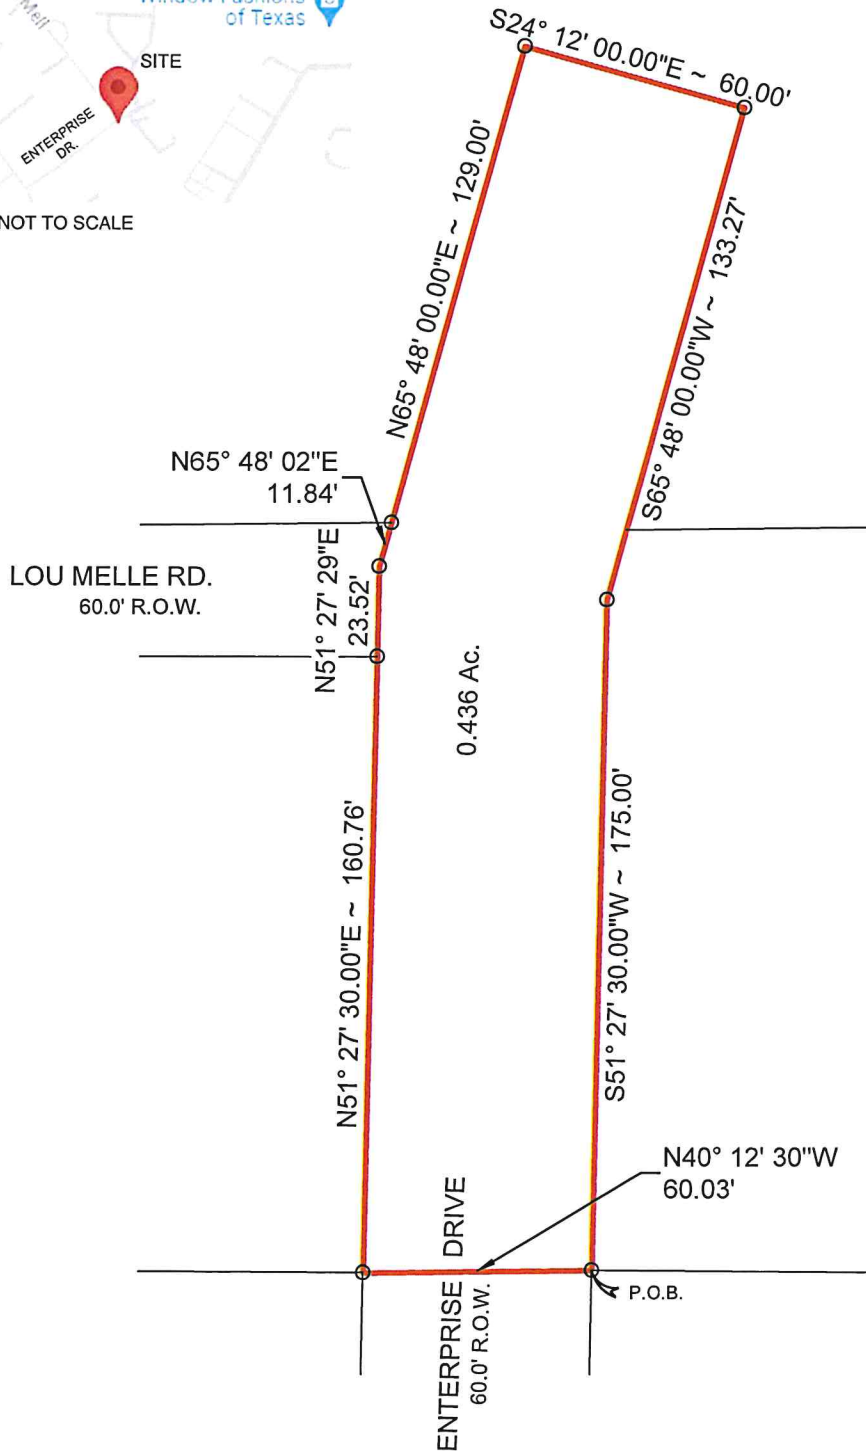 Mell
Window Fashions
of Texas
SITE
ENTERPRISE
DR.
NOT TO SCALE
S24° 12' 00.00"E ~ 60.00'
N65° 48' 00.00"E ~ 129.00'
S65° 48' 00.00"W ~ 133.27'
N65° 48' 02"E
11.84'
LOU MELLE RD.
60.0' R.O.W.
N51° 27' 29"E
23.52'
0.436 Ac.
N51° 27' 30.00"E ~ 160.76'
S51° 27' 30.00"W ~ 175.00'
N40° 12' 30"W
60.03'
P.O.B.
ENTERPRISE DRIVE
60.0' R.O.W.